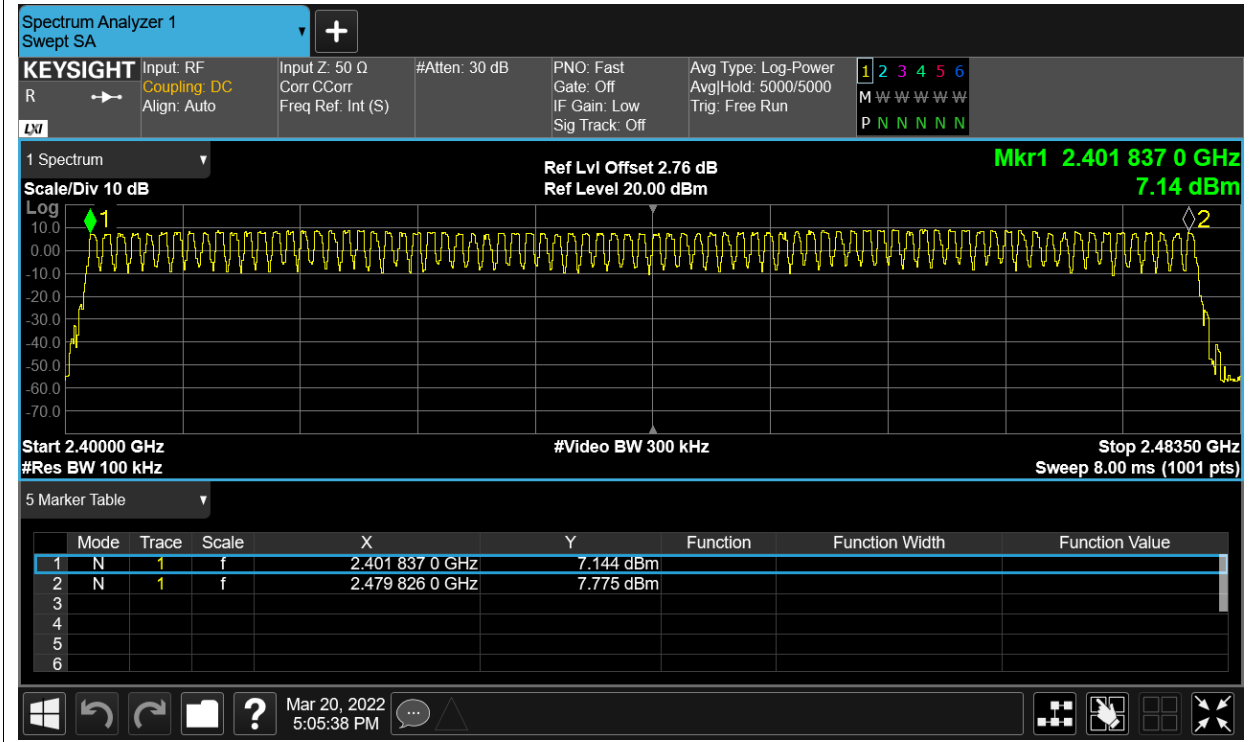 Spectrum Analyzer 1
Swept SA
+
KEYSIGHT Input: RF Input Z: 50 Ω #Atten: 30 dB PNO: Fast Avg Type: Log-Power 1 2 3 4 5 6
R Coupling: DC Corr CCorr Gate: Off Avg|Hold: 5000/5000 M W W W W W W
Align: Auto Freq Ref: Int (S) IF Gain: Low Trig: Free Run
LXI Sig Track: Off P N N N N N N
1 Spectrum Ref Lvl Offset 2.76 dB Mkr1 2.401 837 0 GHz
Scale/Div 10 dB Ref Level 20.00 dBm 7.14 dBm
Log
1 2
10.0
0.00
-10.0
-20.0
-30.0
-40.0
-50.0
-60.0
-70.0
Start 2.40000 GHz #Video BW 300 kHz Stop 2.48350 GHz
#Res BW 100 kHz Sweep 8.00 ms (1001 pts)
5 Marker Table
Mode Trace Scale X Y Function Function Width Function Value
1 N 1 f 2.401 837 0 GHz 7.144 dBm
2 N 1 f 2.479 826 0 GHz 7.775 dBm
3
4
5
6
? Mar 20, 2022
5:05:38 PM